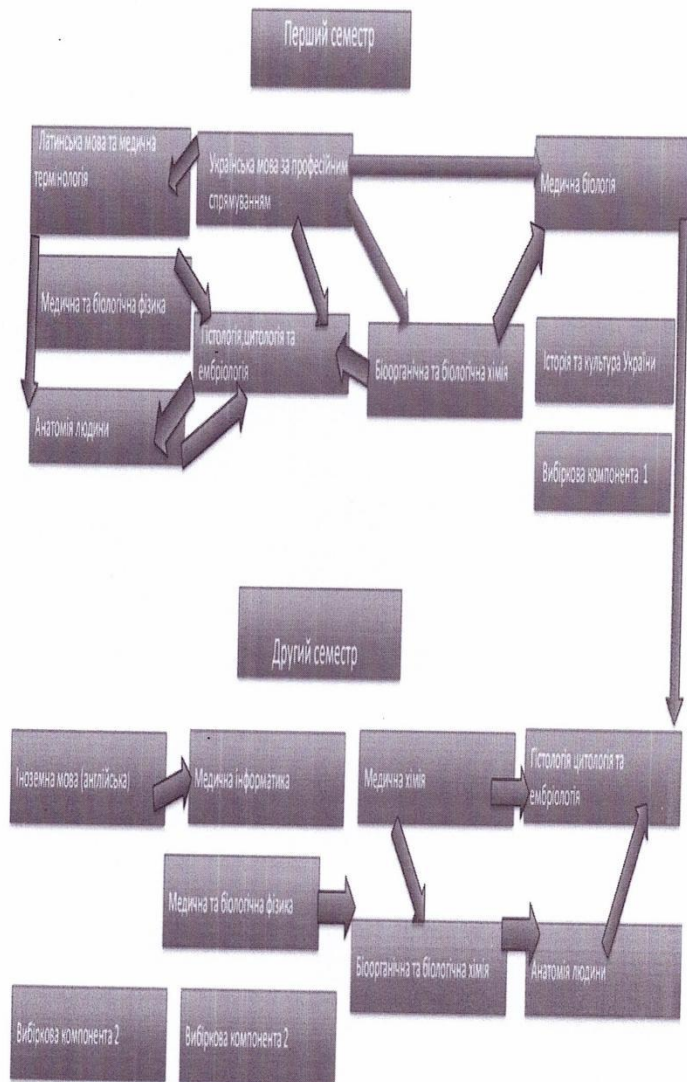 Перший семестр
Латинська мова та медична
термінологія
Українська мова за професійним
спрямуванням
Медична біологія
Медична та біологічна фізика
Гістологія,цитологія та
ембріологія
Біоорганічна та біологічна хімія
Історія та культура України
Анатомія людини
Вибіркова компонента 1
Другий семестр
Іноземна мова (англійська)
Медична інформатика
Медична хімія
Гістологія цитологія та
ембріологія
Медична та біологічна фізика
Біоорганічна та біологічна хімія
Анатомія людини
Вибіркова компонента 2
Вибіркова компонента 2